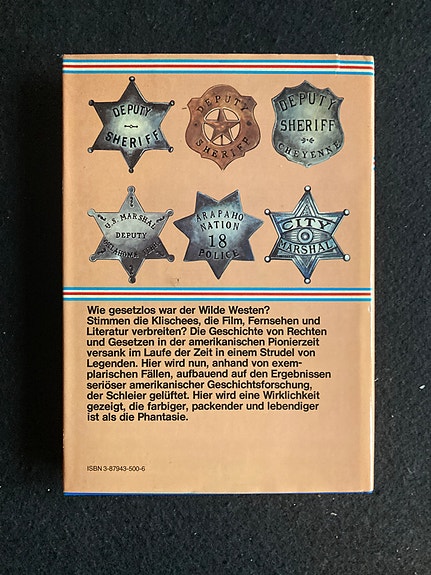 DEPUTY
SHERIFF
DEPUTY
SHERIFF
DEPUTY
SHERIFF
CHEYENNE
U.S. MARSHAL
DEPUTY
ARAPAHO
NATION
18
POLICE
CITY
MARSHAL
Wie gesetzlos war der Wilde Westen?
Stimmen die Klischees, die Film, Fernsehen und
Literatur verbreiten? Die Geschichte von Rechten
und Gesetzen in der amerikanischen Pionierzeit
versank im Laufe der Zeit in einem Strudel von
Legenden. Hier wird nun, anhand von exem-
plarischen Fällen, aufbauend auf den Ergebnissen
seriöser amerikanischer Geschichtsforschung,
der Schleier gelüftet. Hier wird eine Wirklichkeit
gezeigt, die farbiger, packender und lebendiger
ist als die Phantasie.
ISBN 3-87943-500-6